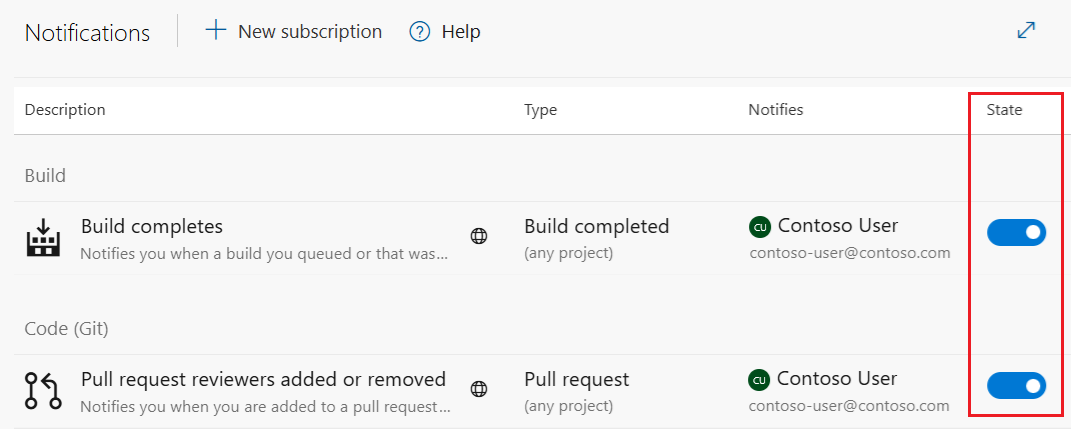 Notifications + New subscription ? Help
Description Type Notifies State
Build
Build completes Build completed CU Contoso User
Notifies you when a build you queued or that was... (any project) contoso-user@contoso.com
Code (Git)
Pull request reviewers added or removed Pull request CU Contoso User
Notifies you when you are added to a pull request... (any project) contoso-user@contoso.com